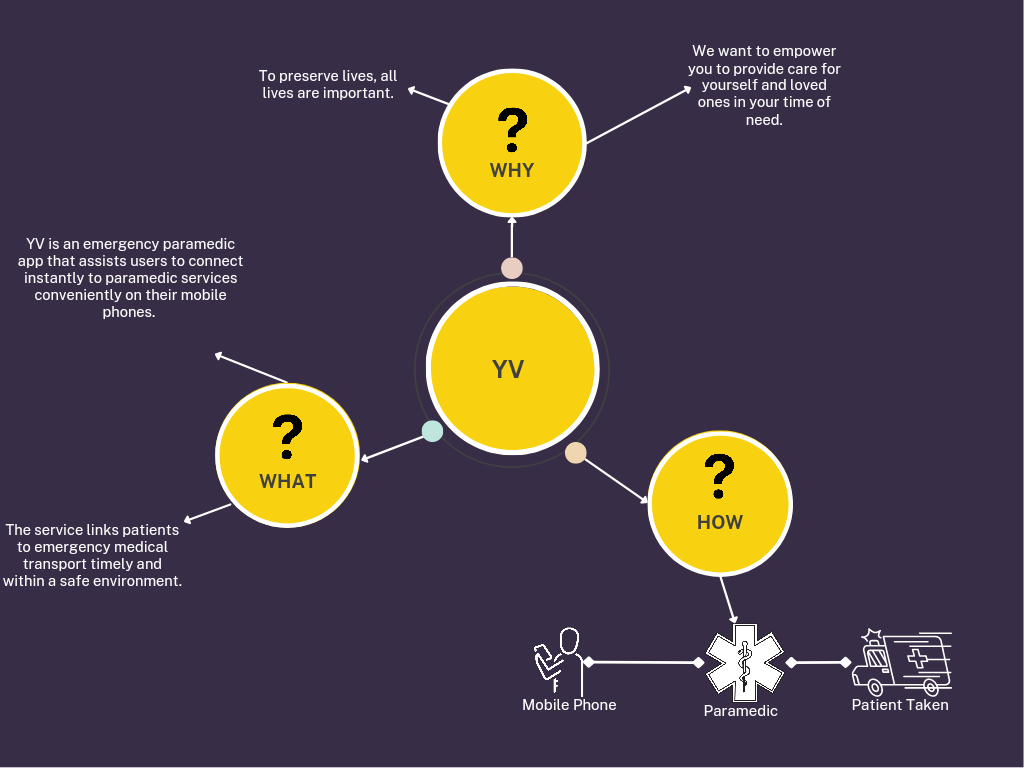 To preserve lives, all
lives are important.
We want to empower
you to provide care for
yourself and loved
ones in your time of
need.
?
WHY
YV is an emergency paramedic
app that assists users to connect
instantly to paramedic services
conveniently on their mobile
phones.
YV
?
WHAT
?
HOW
The service links patients
to emergency medical
transport timely and
within a safe environment.
Mobile Phone
Paramedic
Patient Taken